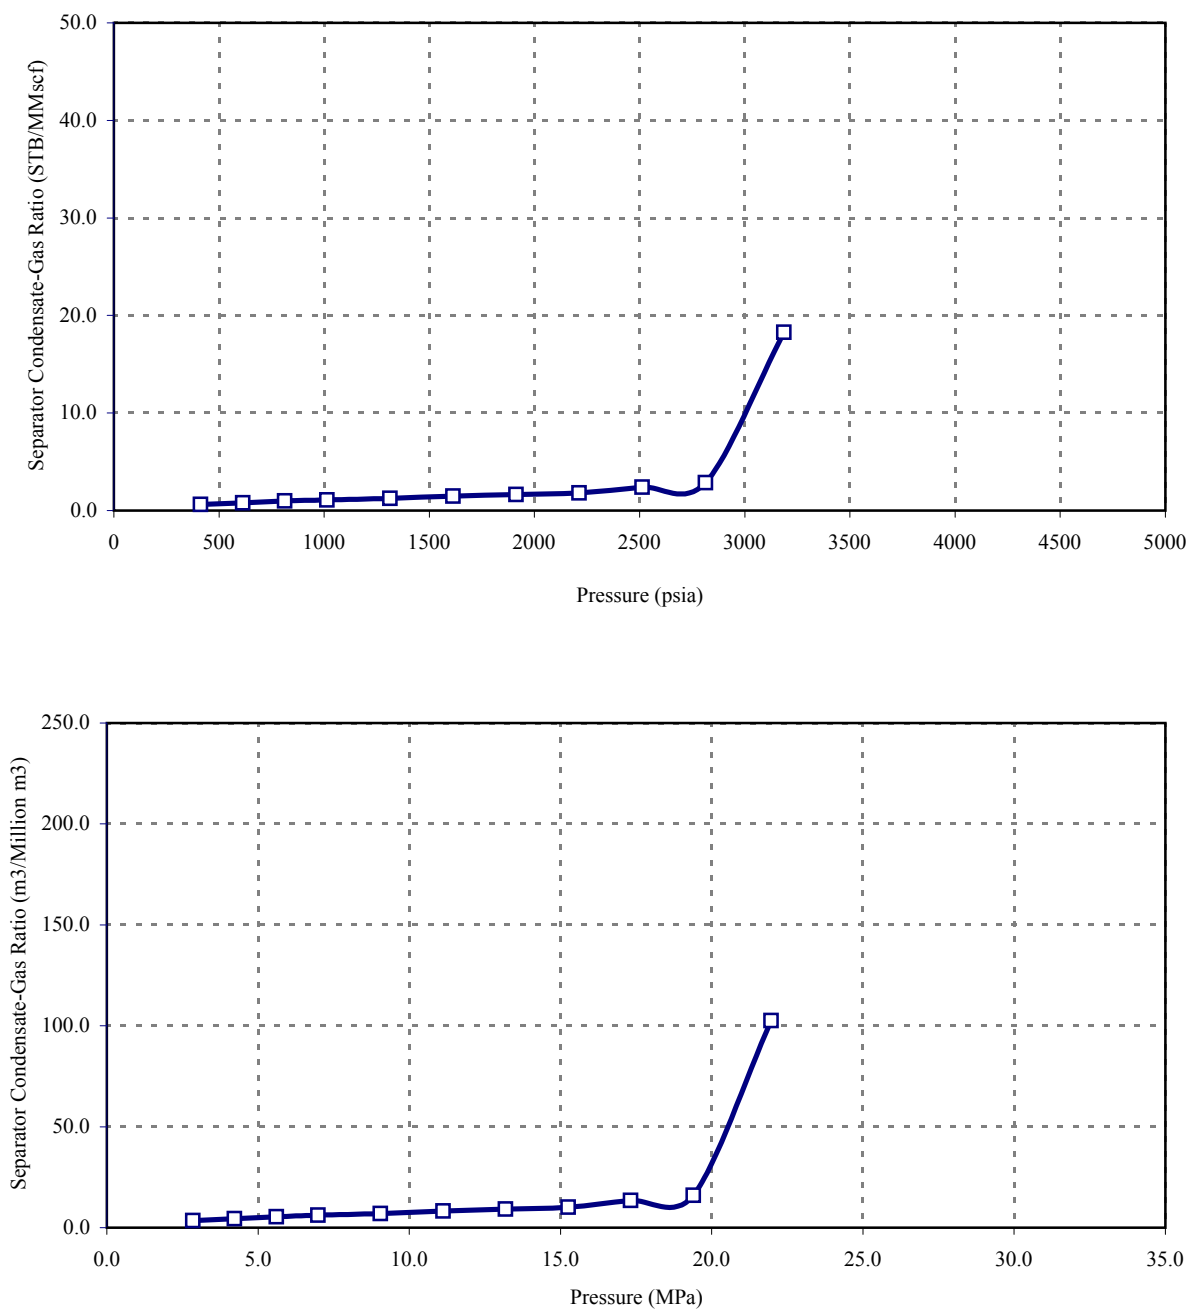 50.0
40.0
30.0
20.0
10.0
0.0
Separator Condensate-Gas Ratio (STB/MMscf)
0 500 1000 1500 2000 2500 3000 3500 4000 4500 5000
Pressure (psia)
250.0
200.0
150.0
100.0
50.0
0.0
Separator Condensate-Gas Ratio (m3/Million m3)
0.0 5.0 10.0 15.0 20.0 25.0 30.0 35.0
Pressure (MPa)